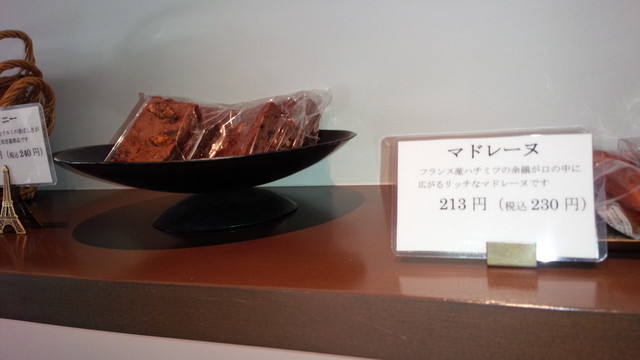 ニー
円（税込240円）
マドレーヌ
フランス産ハチミツの余韻が口の中に
広がるリッチなマドレーヌです
213円（税込230円）